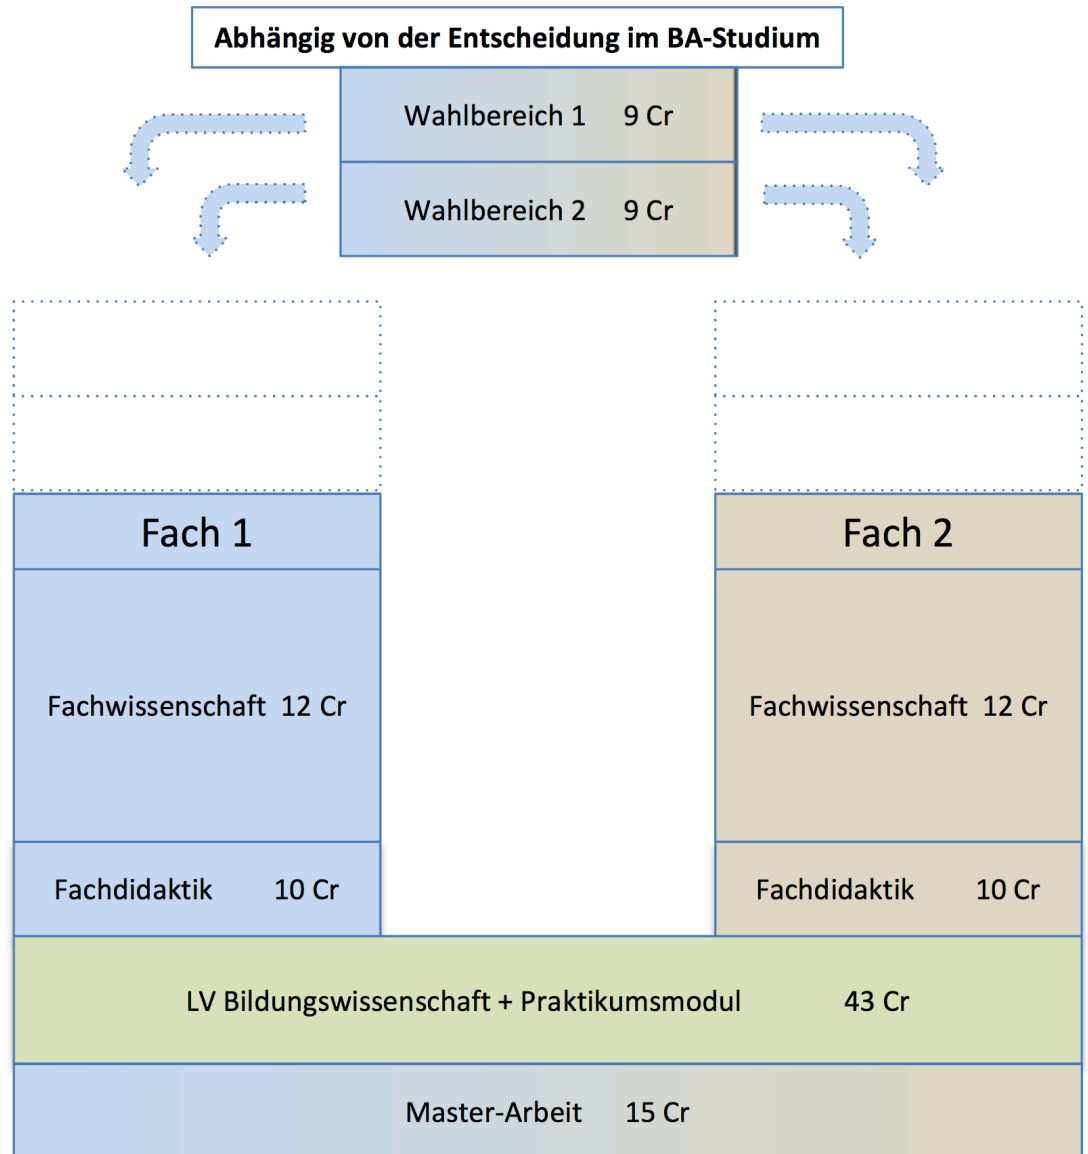 Abhängig von der Entscheidung im BA-Studium
Wahlbereich 1 9 Cr
Wahlbereich 2 9 Cr
Fach 1
Fach 2
Fachwissenschaft 12 Cr
Fachwissenschaft 12 Cr
Fachdidaktik 10 Cr
Fachdidaktik 10 Cr
LV Bildungswissenschaft + Praktikumsmodul 43 Cr
Master-Arbeit 15 Cr